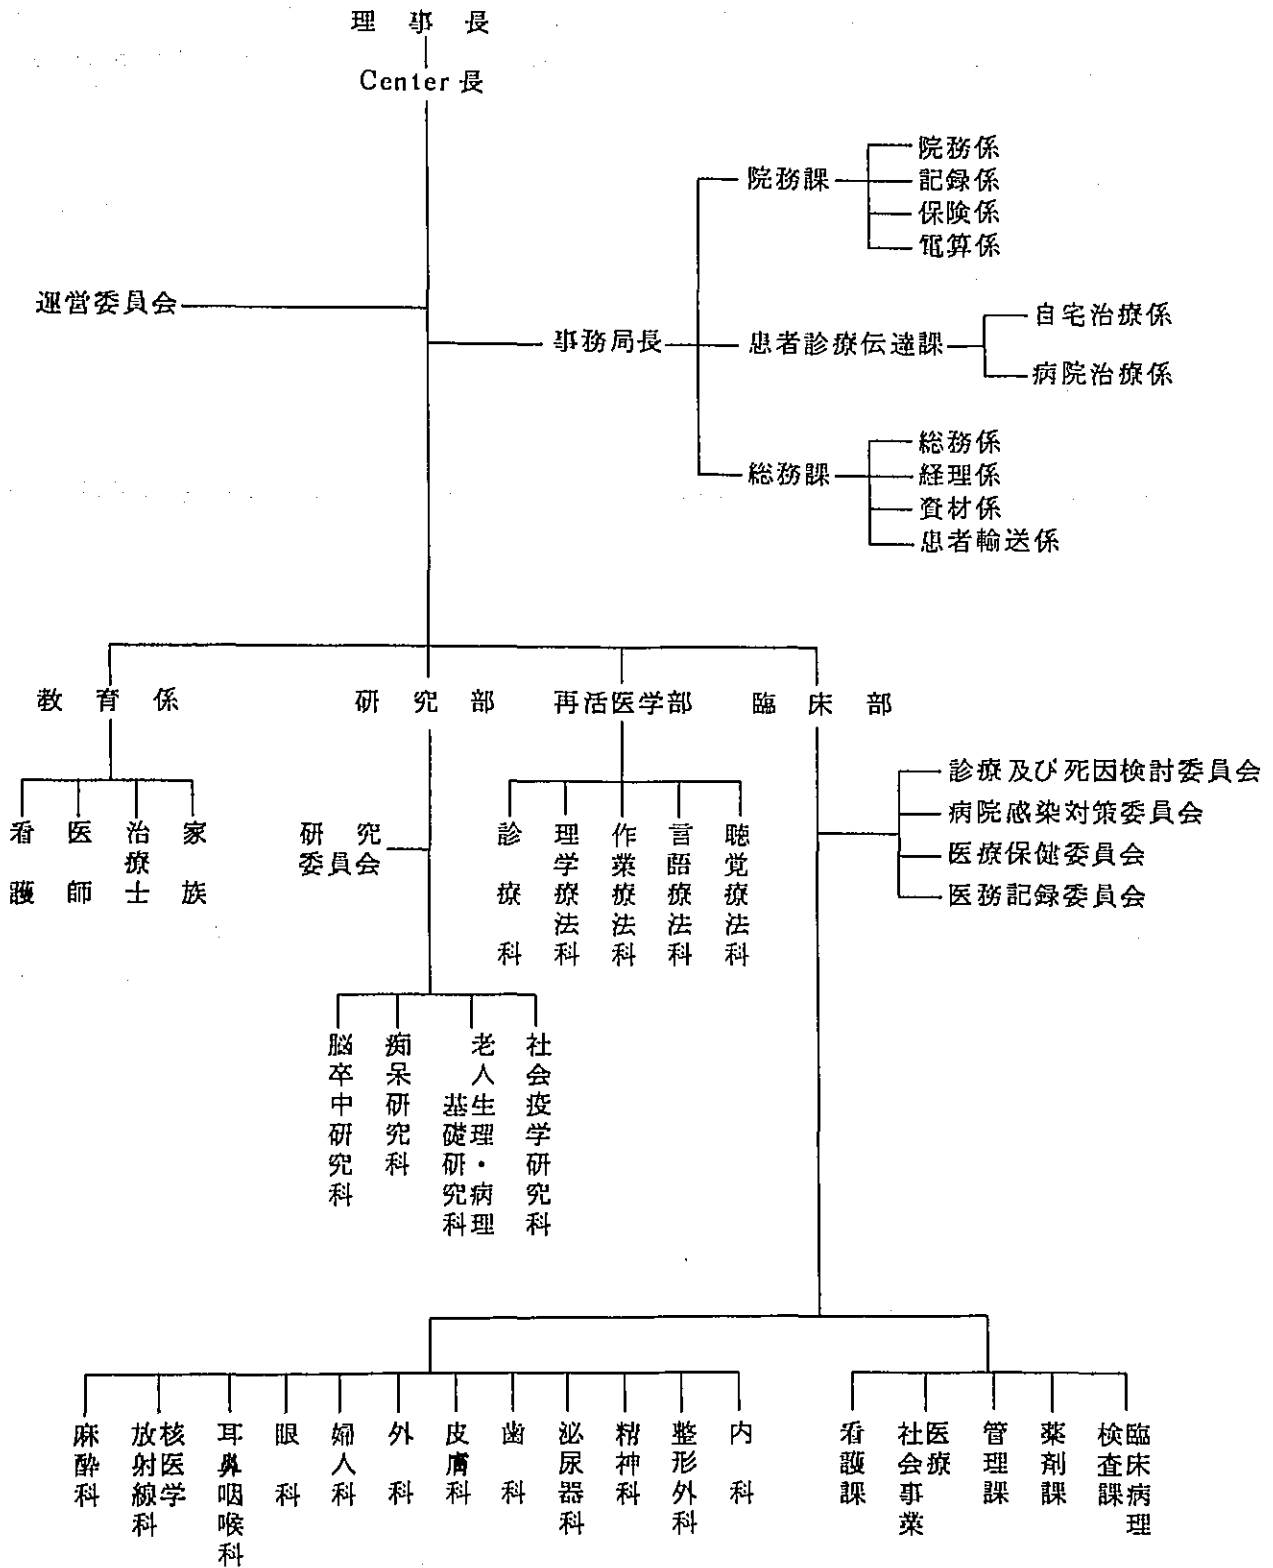 理事長
Center長
院務係
院務課
記録係
保険係
電算係
運営委員会
自宅治療係
事務局長
患者診療伝達課
病院治療係
総務係
総務課
経理係
資材係
患者輸送係
教育係
研究部
再活医学部
臨床部
診療及び死因検討委員会
病院感染対策委員会
医療保健委員会
医務記録委員会
看護
医師
治療士
家族
研究
委員会
診療科
理学療法科
作業療法科
言語療法科
聴覚療法科
脳卒中研究科
痴呆研究科
老人生理・病理
基礎研究科
社会疫学研究科
麻酔科
核医学
放射線科
耳鼻咽喉科
眼科
婦人科
外科
皮膚科
歯科
泌尿器科
精神科
整形外科
内科
看護課
医療
社会事業
管理課
薬剤課
臨床病理
検査課